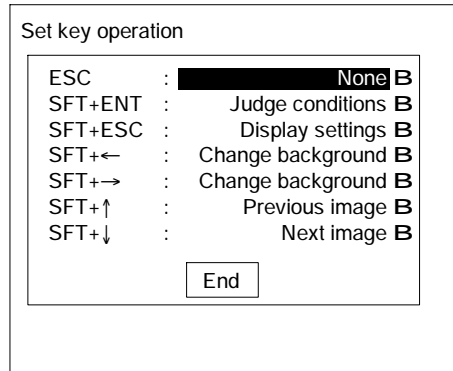 Set key operation
ESC : None B
SFT+ENT : Judge conditions B
SFT+ESC : Display settings B
SFT+← : Change background B
SFT+→ : Change background B
SFT+↑ : Previous image B
SFT+↓ : Next image B
End